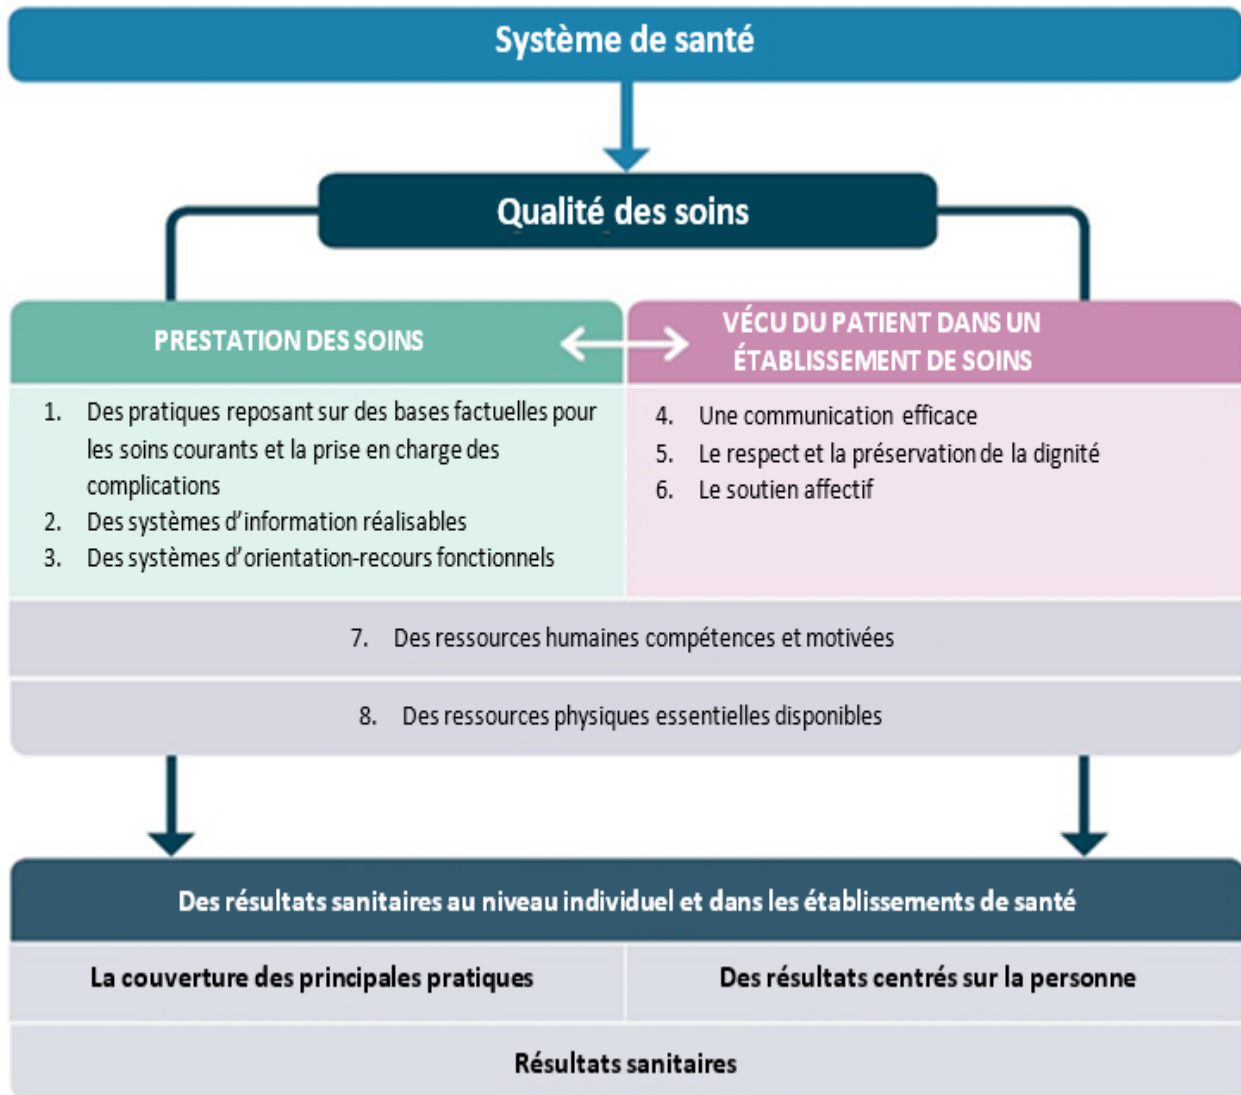 Système de santé
Qualité des soins
PRESTATION DES SOINS
VÉCU DU PATIENT DANS UN
ÉTABLISSEMENT DE SOINS
1. Des pratiques reposant sur des bases factuelles pour
les soins courants et la prise en charge des
complications
2. Des systèmes d'information réalisables
3. Des systèmes d'orientation-recours fonctionnels
4. Une communication efficace
5. Le respect et la préservation de la dignité
6. Le soutien affectif
7. Des ressources humaines compétences et motivées
8. Des ressources physiques essentielles disponibles
Des résultats sanitaires au niveau individuel et dans les établissements de santé
La couverture des principales pratiques
Des résultats centrés sur la personne
Résultats sanitaires